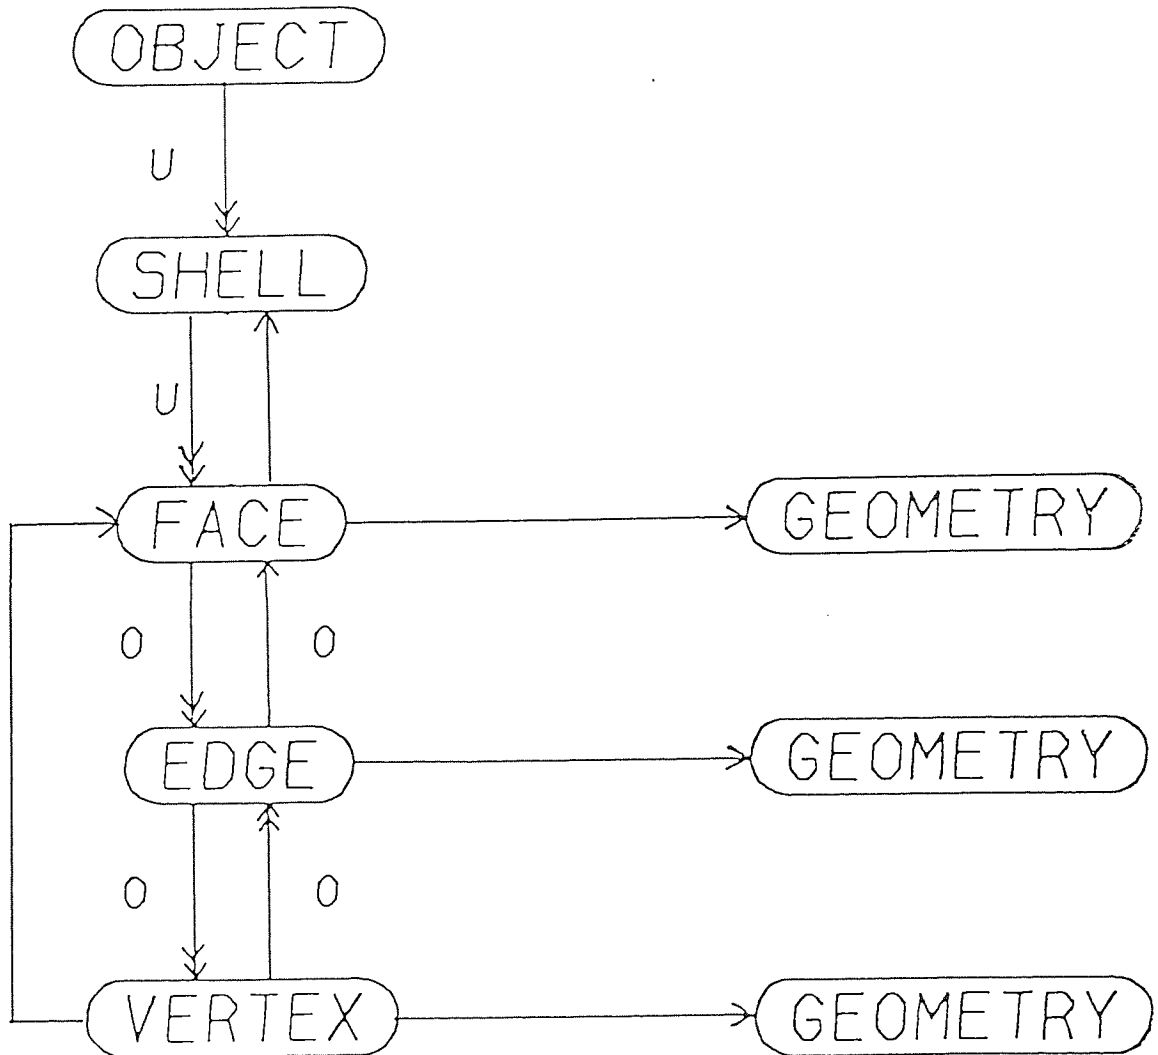 OBJECT
U
SHELL
U
FACE GEOMETRY
O O
EDGE GEOMETRY
O O
VERTEX GEOMETRY